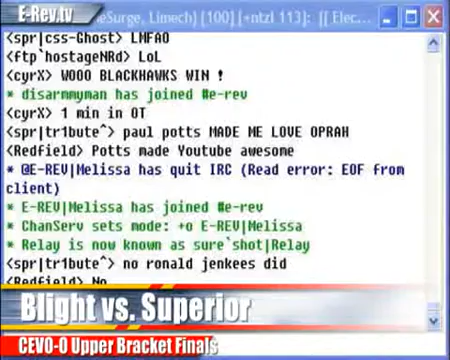 E-Rev.tv
eSurge, Limech) [100] [+ntzl 113]: [[ Elec...
<spr|css-Ghost> LMFAO
<ftp`hostageNRd> LoL
<cyrX> WOOO BLACKHAWKS WIN !
* disarmmyman has joined #e-rev
<cyrX> 1 min in OT
<spr|tr1bute^> paul potts MADE ME LOVE OPRAH
<Redfield> Potts made Youtube awesome
* @E-REV|Melissa has quit IRC (Read error: EOF from
client)
* E-REV|Melissa has joined #e-rev
* ChanServ sets mode: +o E-REV|Melissa
* Relay is now known as sure`shot|Relay
<spr|tr1bute^> no ronald jenkees did
<Redfield> No
Blight vs. Superior
CEVO-O Upper Bracket Finals